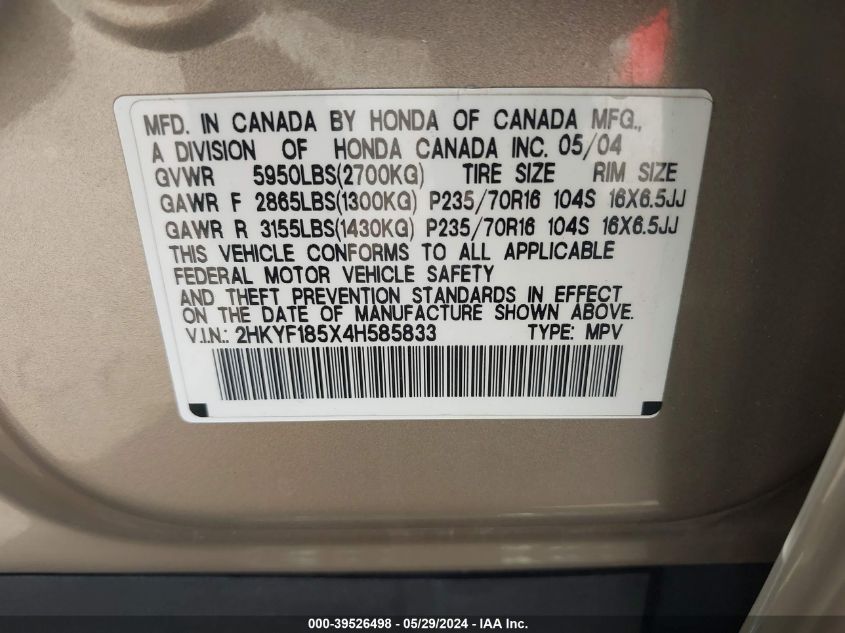 MFD. IN CANADA BY HONDA OF CANADA MFG.,
A DIVISION OF HONDA CANADA INC. 05/04
GVWR 5950LBS(2700KG) TIRE SIZE RIM SIZE
GAWR F 2865LBS(1300KG) P235/70R16 104S 16X6.5JJ
GAWR R 3155LBS(1430KG) P235/70R16 104S 16X6.5JJ
THIS VEHICLE CONFORMS TO ALL APPLICABLE
FEDERAL MOTOR VEHICLE SAFETY
AND THEFT PREVENTION STANDARDS IN EFFECT
ON THE DATE OF MANUFACTURE SHOWN ABOVE.
V.I.N.: 2HKYF185X4H585833 TYPE: MPV
000-39526498 - 05/29/2024 - IAA Inc.